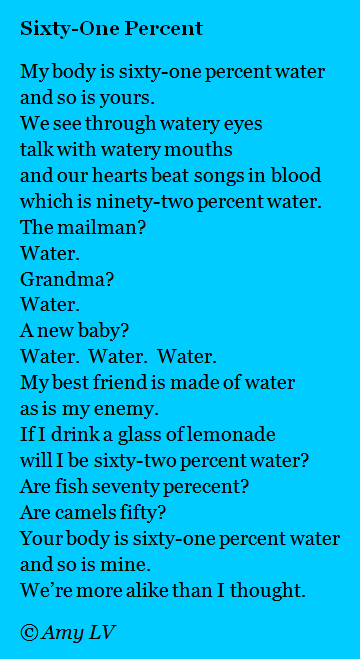 Sixty-One Percent
My body is sixty-one percent water
and so is yours.
We see through watery eyes
talk with watery mouths
and our hearts beat songs in blood
which is ninety-two percent water.
The mailman?
Water.
Grandma?
Water.
A new baby?
Water.  Water.  Water.
My best friend is made of water
as is my enemy.
If I drink a glass of lemonade
will I be sixty-two percent water?
Are fish seventy perecent?
Are camels fifty?
Your body is sixty-one percent water
and so is mine.
We’re more alike than I thought.
© Amy LV